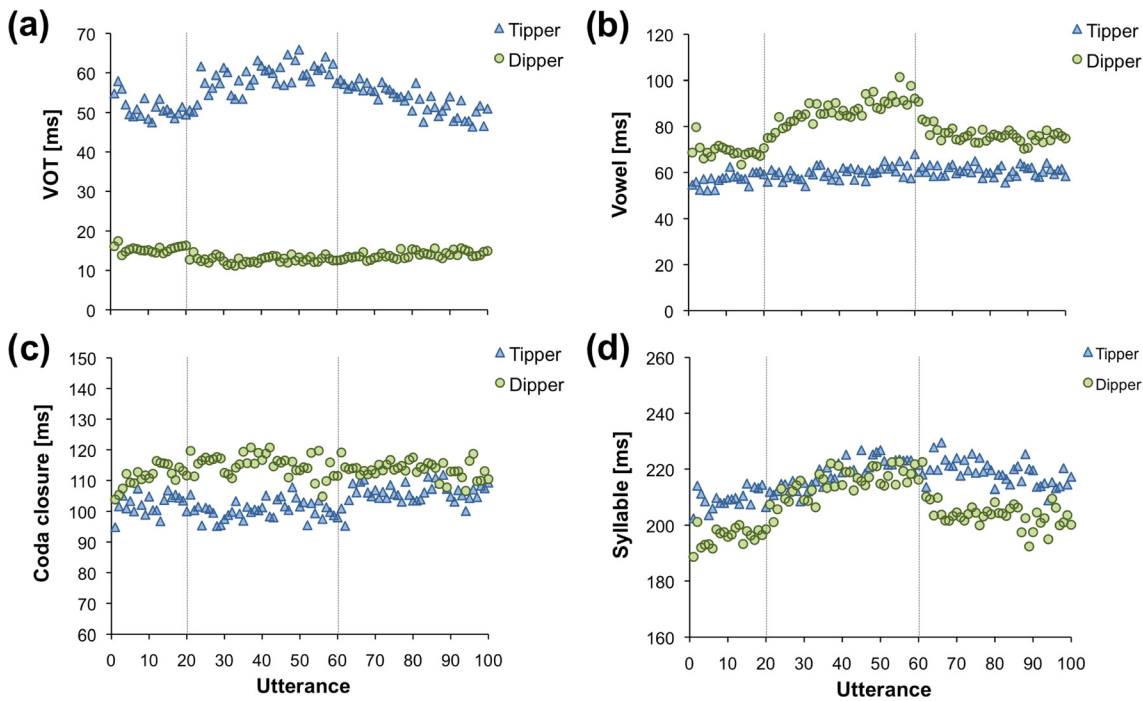 (a)
Tipper
Dipper
VOT [ms]
70
60
50
40
30
20
10
0
(b)
Tipper
Dipper
Vowel [ms]
120
100
80
60
40
20
0
(c)
Tipper
Dipper
Coda closure [ms]
150
140
130
120
110
100
90
80
70
60
0 10 20 30 40 50 60 70 80 90 100
Utterance
(d)
Tipper
Dipper
Syllable [ms]
260
240
220
200
180
160
0 10 20 30 40 50 60 70 80 90 100
Utterance